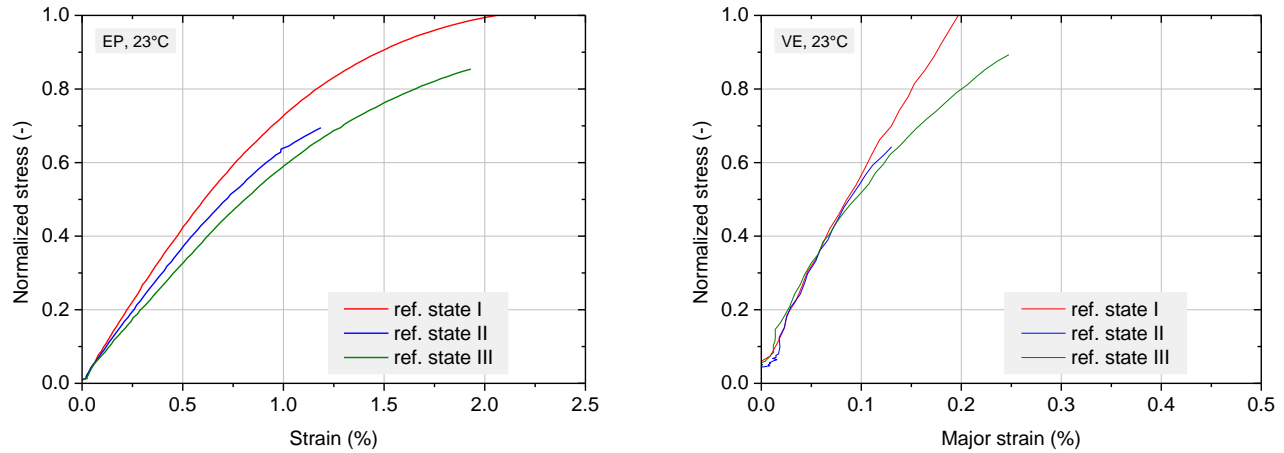 EP, 23°C
Normalized stress (-)
1.0
0.8
0.6
0.4
0.2
0.0
ref. state I
ref. state II
ref. state III
0.0
0.5
1.0
1.5
2.0
2.5
Strain (%)
VE, 23°C
Normalized stress (-)
1.0
0.8
0.6
0.4
0.2
0.0
ref. state I
ref. state II
ref. state III
0.0
0.1
0.2
0.3
0.4
0.5
Major strain (%)